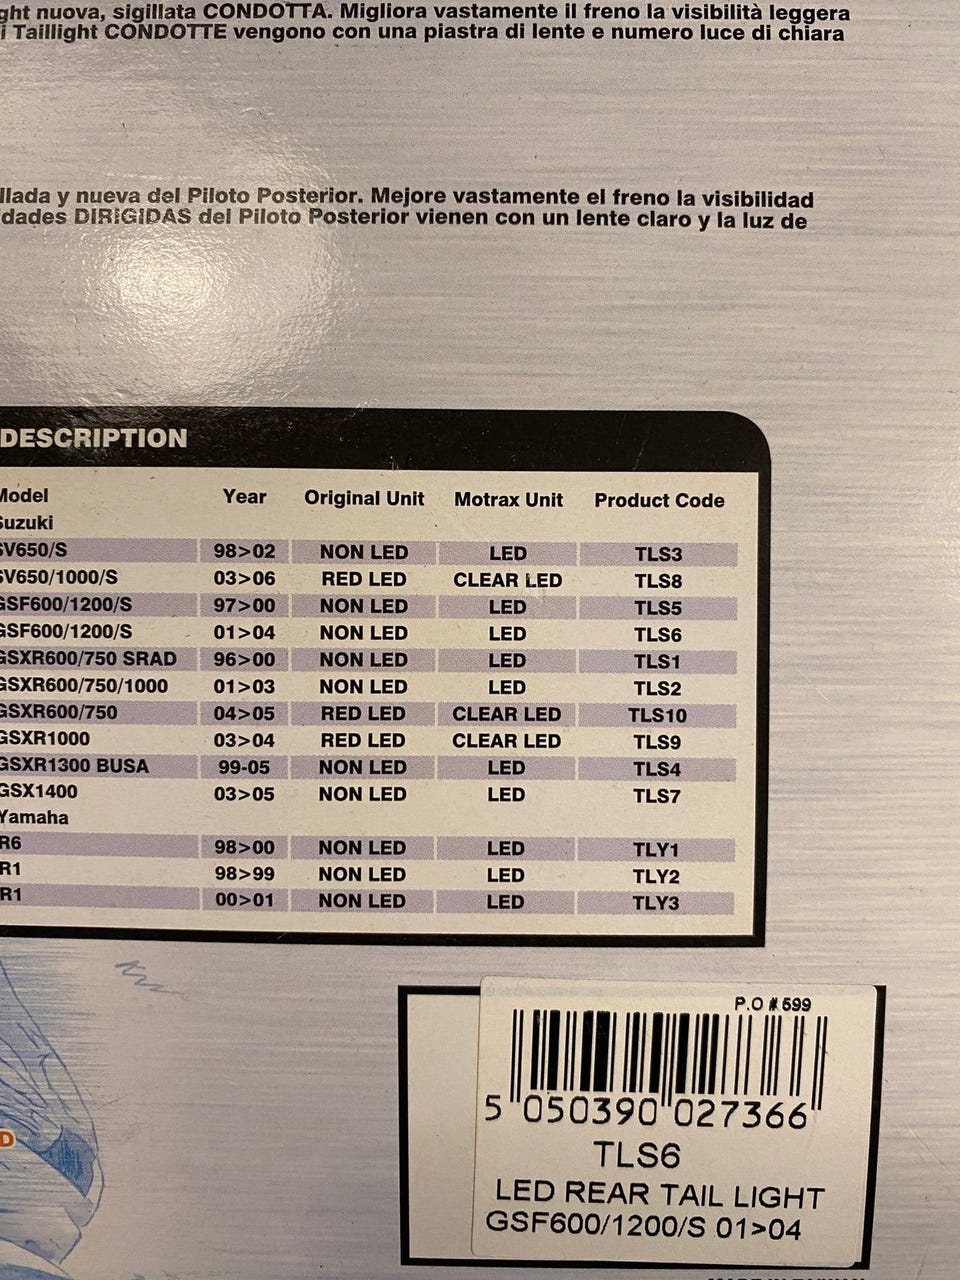 ght nuova, sigillata CONDOTTA. Migliora vastamente il freno la visibilità leggera
i Taillight CONDOTTE vengono con una piastra di lente e numero luce di chiara
llada y nueva del Piloto Posterior. Mejore vastamente el freno la visibilidad
dades DIRIGIDAS del Piloto Posterior vienen con un lente claro y la luz de
DESCRIPTION
Model Year Original Unit Motrax Unit Product Code
Suzuki
SV650/S 98>02 NON LED LED TLS3
SV650/1000/S 03>06 RED LED CLEAR LED TLS8
GSF600/1200/S 97>00 NON LED LED TLS5
GSF600/1200/S 01>04 NON LED LED TLS6
GSXR600/750 SRAD 96>00 NON LED LED TLS1
GSXR600/750/1000 01>03 NON LED LED TLS2
GSXR600/750 04>05 RED LED CLEAR LED TLS10
GSXR1000 03>04 RED LED CLEAR LED TLS9
GSXR1300 BUSA 99-05 NON LED LED TLS4
GSX1400 03>05 NON LED LED TLS7
Yamaha
R6 98>00 NON LED LED TLY1
R1 98>99 NON LED LED TLY2
R1 00>01 NON LED LED TLY3
P.O # 599
5 050390 027366
TLS6
LED REAR TAIL LIGHT
GSF600/1200/S 01>04
D